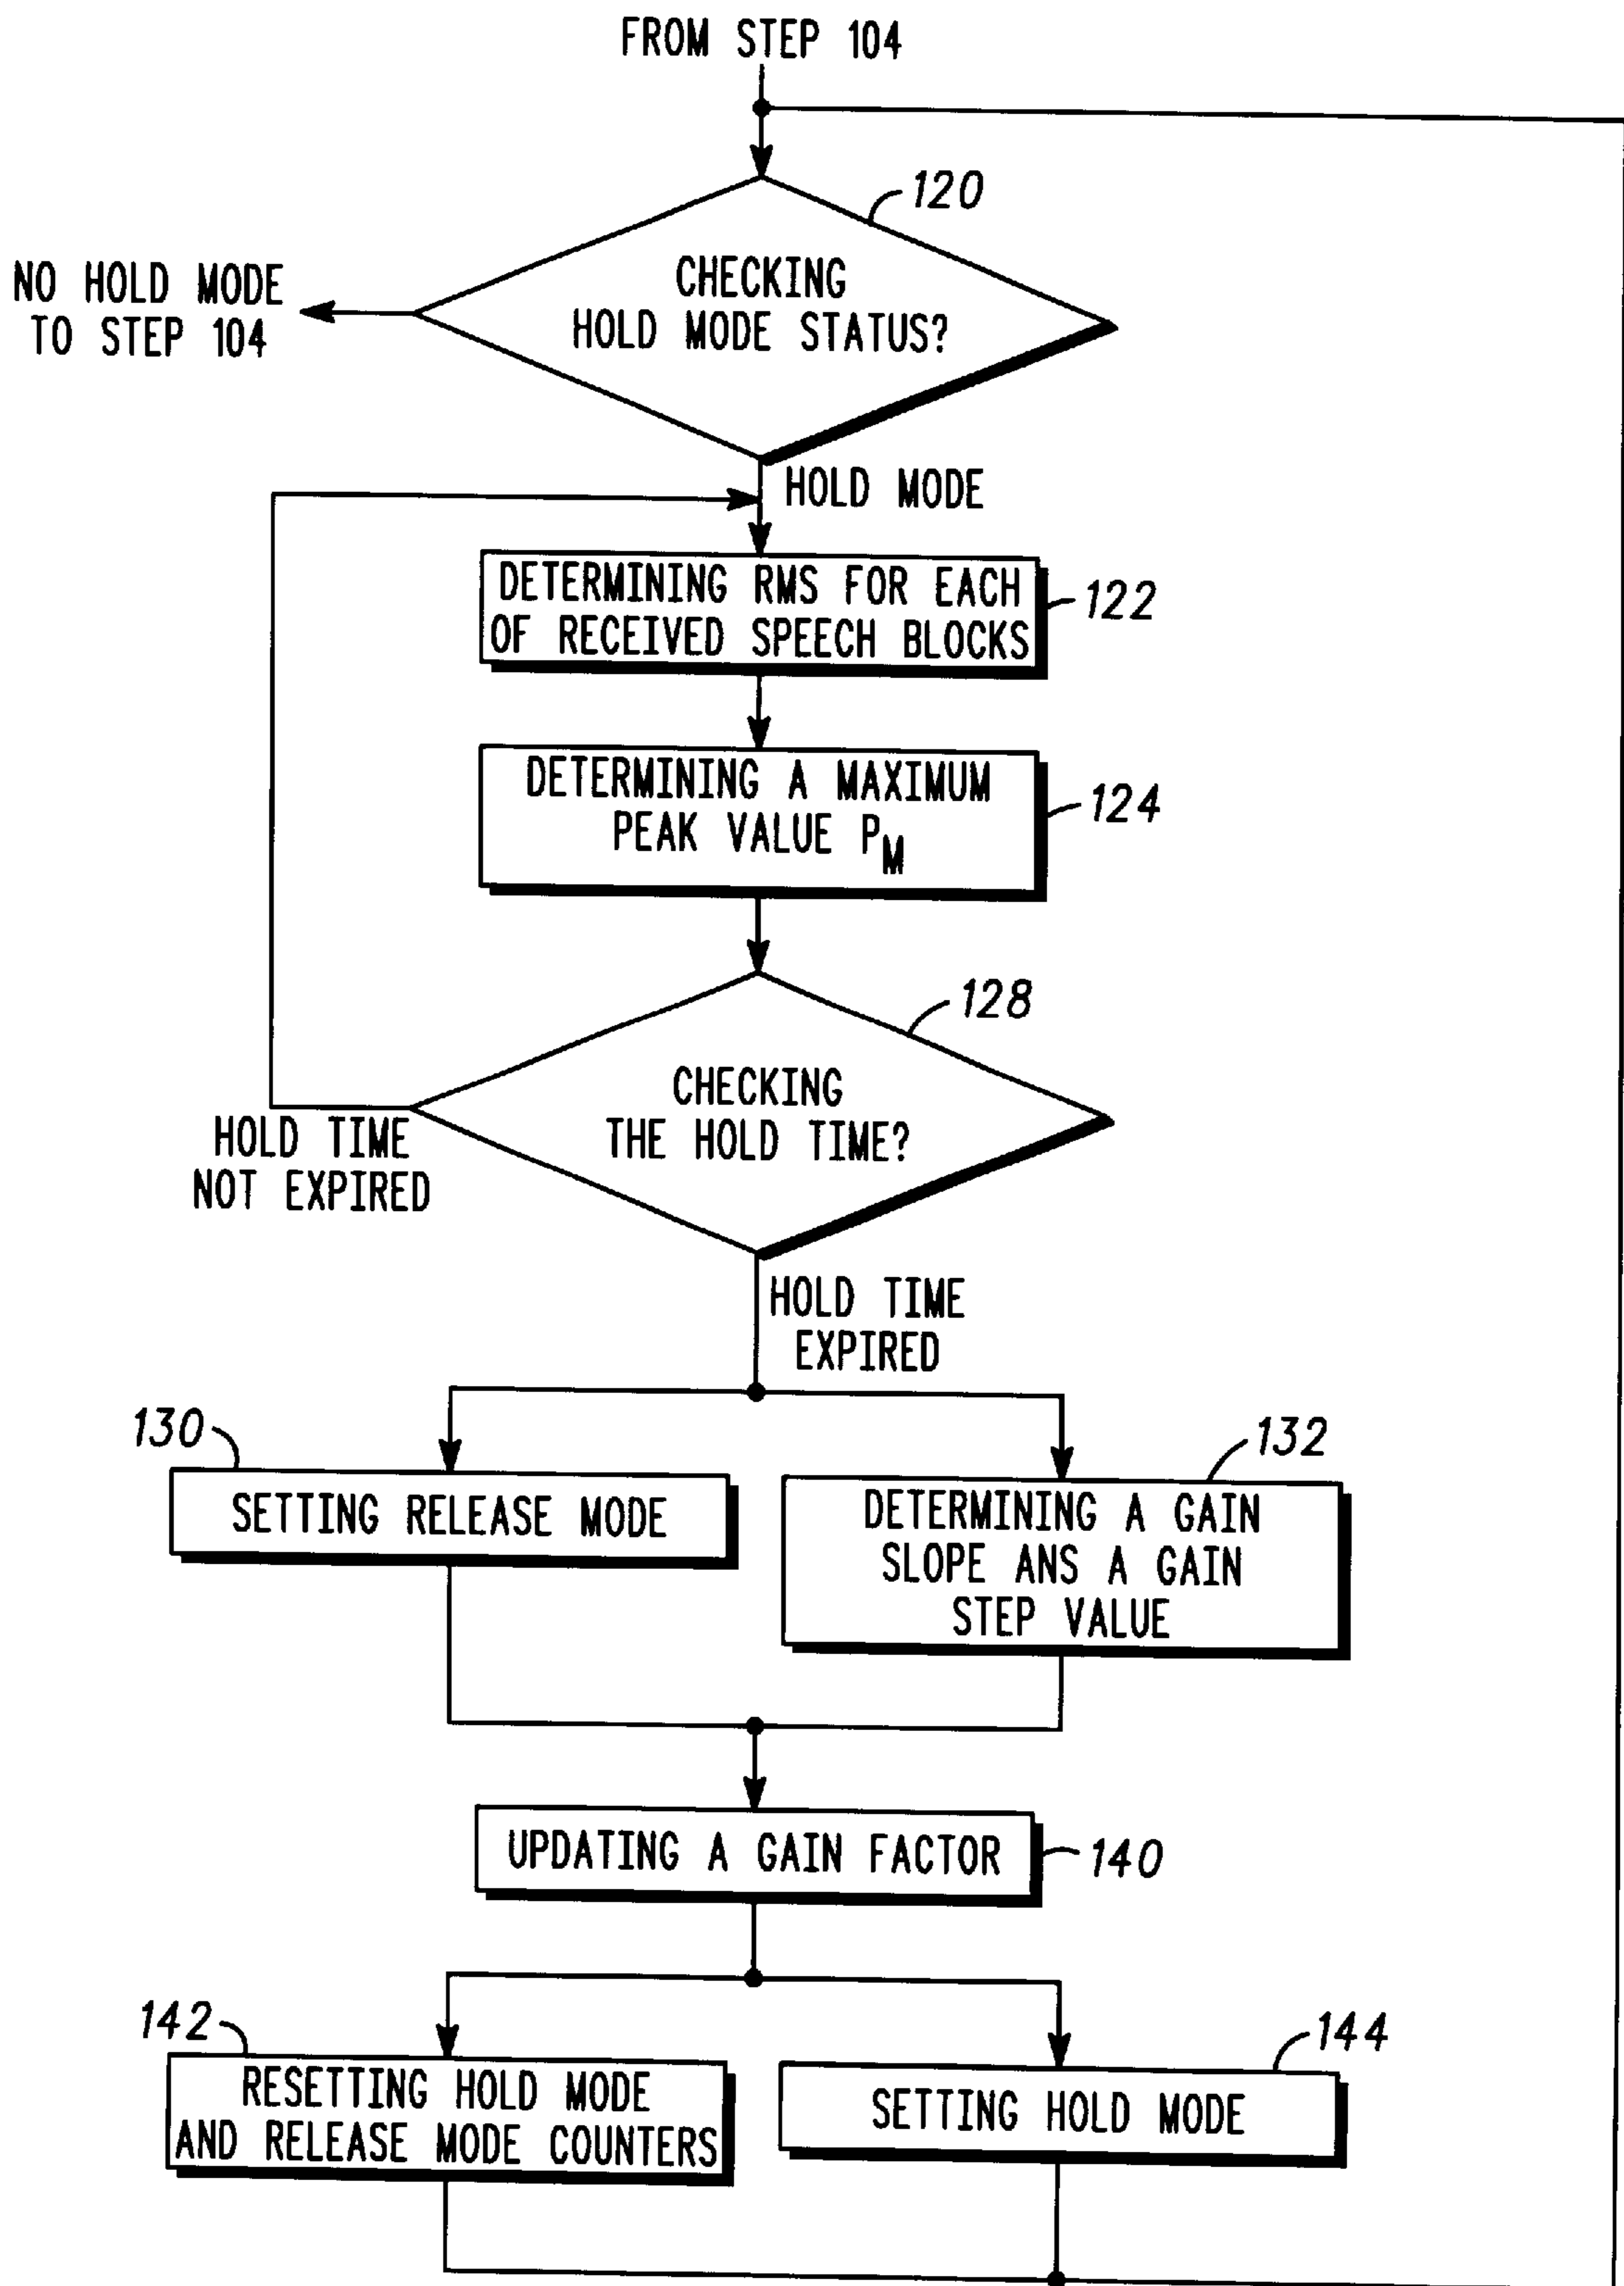 FROM STEP 104
120
NO HOLD MODE
TO STEP 104
CHECKING
HOLD MODE STATUS?
HOLD MODE
DETERMINING RMS FOR EACH
OF RECEIVED SPEECH BLOCKS
122
DETERMINING A MAXIMUM
PEAK VALUE PM
124
128
CHECKING
THE HOLD TIME?
HOLD TIME
NOT EXPIRED
HOLD TIME
EXPIRED
130
SETTING RELEASE MODE
132
DETERMINING A GAIN
SLOPE ANS A GAIN
STEP VALUE
UPDATING A GAIN FACTOR
140
142
RESETTING HOLD MODE
AND RELEASE MODE COUNTERS
144
SETTING HOLD MODE